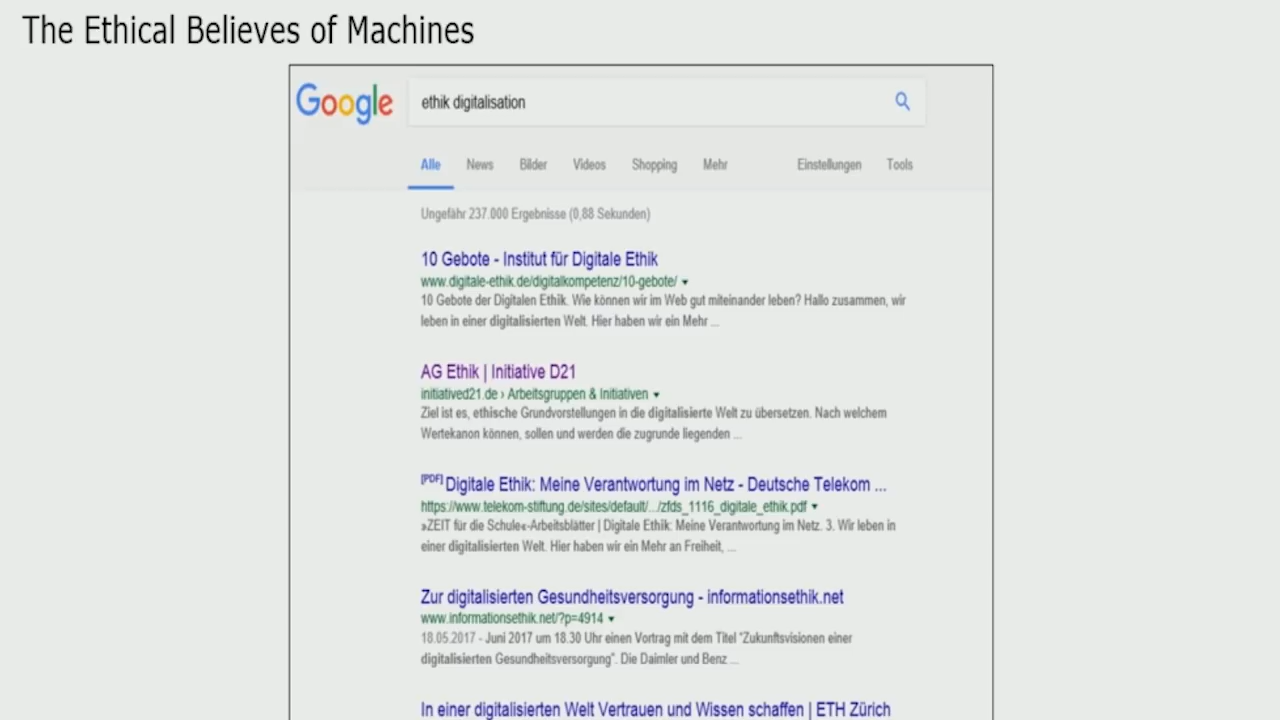 The Ethical Believes of Machines
Google ethik digitalisation
Alle News Bilder Videos Shopping Mehr Einstellungen Tools
Ungefähr 237.000 Ergebnisse (0,88 Sekunden)
10 Gebote - Institut für Digitale Ethik
www.digitale-ethik.de/digitalkompetenz/10-gebote/
10 Gebote der Digitalen Ethik. Wie können wir im Web gut miteinander leben? Hallo zusammen, wir
leben in einer digitalisierten Welt. Hier haben wir ein Mehr ...
AG Ethik | Initiative D21
initiatived21.de › Arbeitsgruppen & Initiativen
Ziel ist es, ethische Grundvorstellungen in die digitalisierte Welt zu übersetzen. Nach welchem
Wertekanon können, sollen und werden die zugrunde liegenden ...
[PDF] Digitale Ethik: Meine Verantwortung im Netz - Deutsche Telekom ...
https://www.telekom-stiftung.de/sites/default/.../zfds_1116_digitale_ethik.pdf
»ZEIT für die Schule«-Arbeitsblätter | Digitale Ethik: Meine Verantwortung im Netz. 3. Wir leben in
einer digitalisierten Welt. Hier haben wir ein Mehr an Freiheit, ...
Zur digitalisierten Gesundheitsversorgung - informationsethik.net
www.informationsethik.net/?p=4914
18.05.2017 - Juni 2017 um 18.30 Uhr einen Vortrag mit dem Titel "Zukunftsvisionen einer
digitalisierten Gesundheitsversorgung". Die Daimler und Benz ...
In einer digitalisierten Welt Vertrauen und Wissen schaffen | ETH Zürich